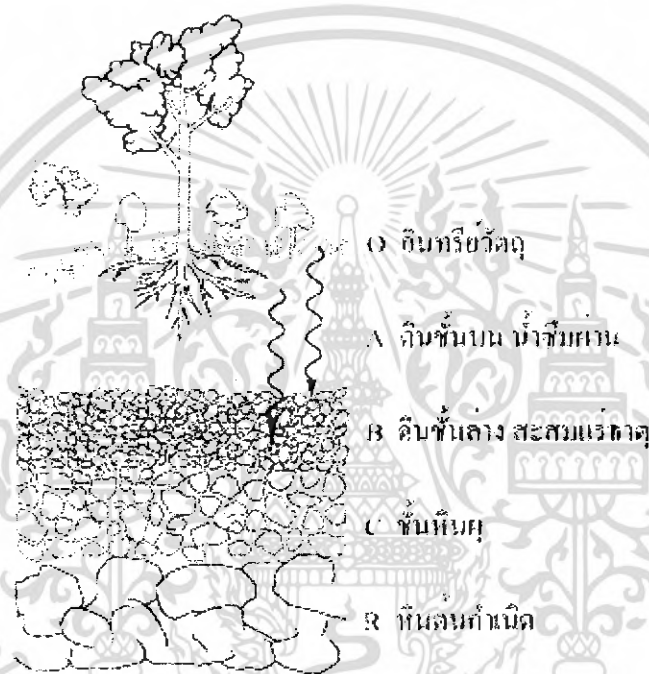 O อินทรีย์วัตถุ
A ดินชั้นบน น้ำซึมผ่าน
B ดินชั้นล่าง สะสมแร่ธาตุ
C ชั้นหินผุ
R หินต้นกำเนิด